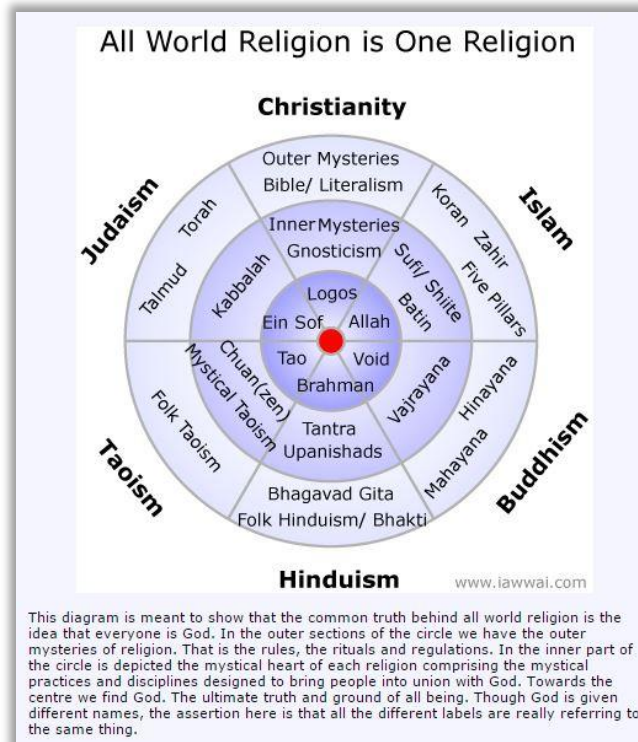 All World Religion is One Religion
Christianity
Judaism
Islam
Outer Mysteries
Bible/ Literalism
Torah
Talmud
Koran Zahir
Five Pillars
Inner Mysteries
Gnosticism
Kabbalah
Sufi/ Shiite
Batin
Logos
Ein Sof
Allah
Tao
Void
Brahman
Chuan(zen)
Mystical Taoism
Vajrayana
Tantra
Upanishads
Folk Taoism
Hinayana
Mahayana
Bhagavad Gita
Folk Hinduism/ Bhakti
Taoism
Buddhism
Hinduism
www.iawwai.com
This diagram is meant to show that the common truth behind all world religion is the
idea that everyone is God. In the outer sections of the circle we have the outer
mysteries of religion. That is the rules, the rituals and regulations. In the inner part of
the circle is depicted the mystical heart of each religion comprising the mystical
practices and disciplines designed to bring people into union with God. Towards the
centre we find God. The ultimate truth and ground of all being. Though God is given
different names, the assertion here is that all the different labels are really referring to
the same thing.